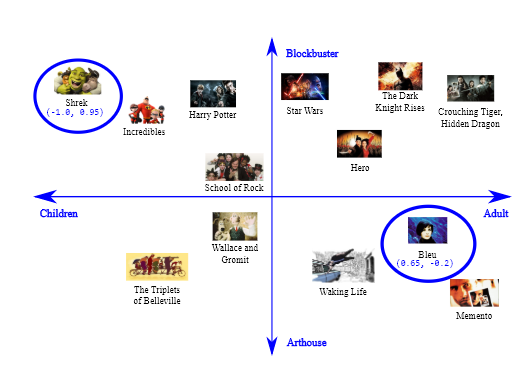 Blockbuster
Shrek
(-1.0, 0.95)
Incredibles
Harry Potter
Star Wars
The Dark
Knight Rises
Crouching Tiger,
Hidden Dragon
Hero
School of Rock
Children
Adult
Wallace and
Gromit
The Triplets
of Belleville
Waking Life
Bleu
(0.65, -0.2)
Memento
Arthouse